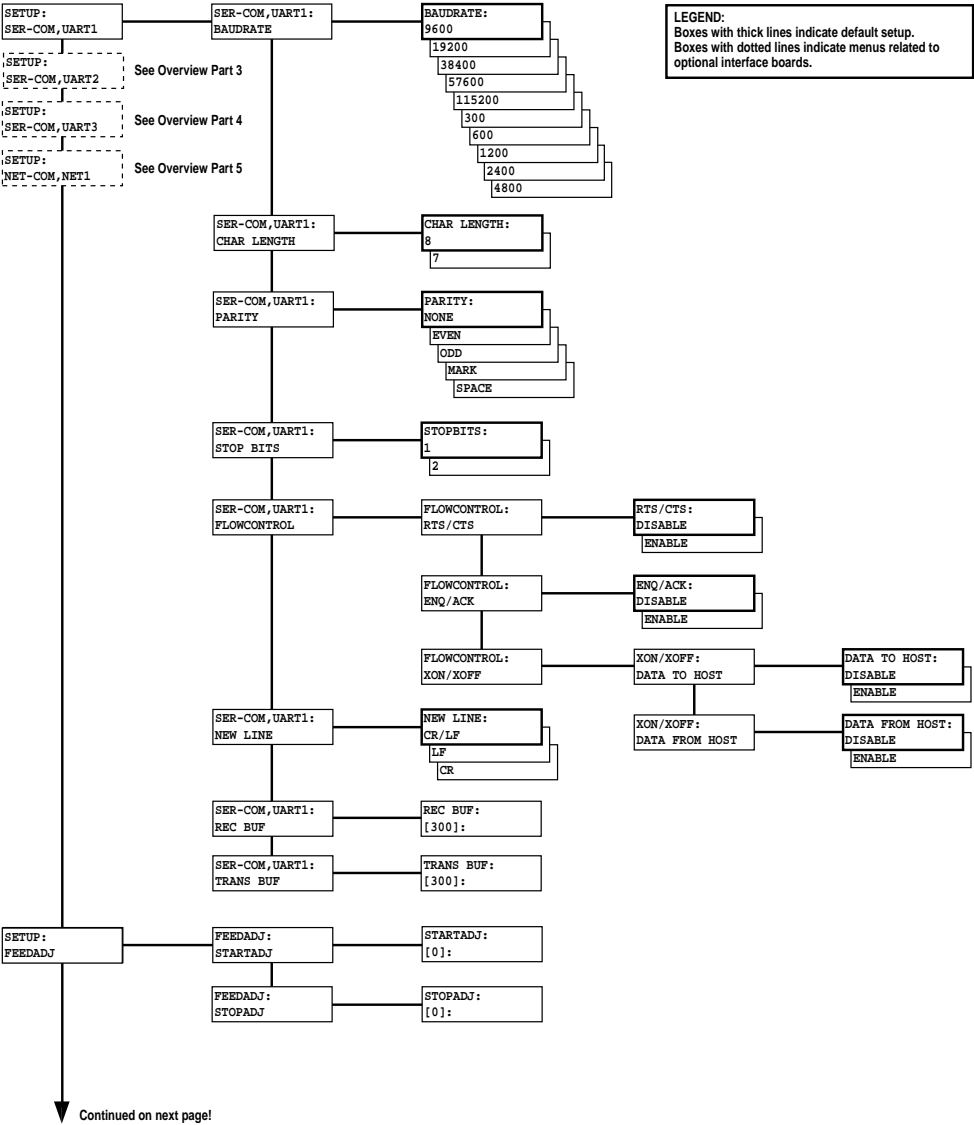 SETUP:
SER-COM,UART1
SER-COM,UART1:
BAUDRATE
BAUDRATE:
9600
19200
38400
57600
115200
300
600
1200
2400
4800
LEGEND:
Boxes with thick lines indicate default setup.
Boxes with dotted lines indicate menus related to
optional interface boards.
SETUP:
SER-COM,UART2
See Overview Part 3
SETUP:
SER-COM,UART3
See Overview Part 4
SETUP:
NET-COM,NET1
See Overview Part 5
SER-COM,UART1:
CHAR LENGTH
CHAR LENGTH:
8
7
SER-COM,UART1:
PARITY
PARITY:
NONE
EVEN
ODD
MARK
SPACE
SER-COM,UART1:
STOP BITS
STOPBITS:
1
2
SER-COM,UART1:
FLOWCONTROL
FLOWCONTROL:
RTS/CTS
RTS/CTS:
DISABLE
ENABLE
FLOWCONTROL:
ENQ/ACK
ENQ/ACK:
DISABLE
ENABLE
FLOWCONTROL:
XON/XOFF
XON/XOFF:
DATA TO HOST
DATA TO HOST:
DISABLE
ENABLE
XON/XOFF:
DATA FROM HOST
DATA FROM HOST:
DISABLE
ENABLE
SER-COM,UART1:
NEW LINE
NEW LINE:
CR/LF
LF
CR
SER-COM,UART1:
REC BUF
REC BUF:
[300]:
SER-COM,UART1:
TRANS BUF
TRANS BUF:
[300]:
SETUP:
FEEDADJ
FEEDADJ:
STARTADJ
STARTADJ:
[0]:
FEEDADJ:
STOPADJ
STOPADJ:
[0]:
Continued on next page!